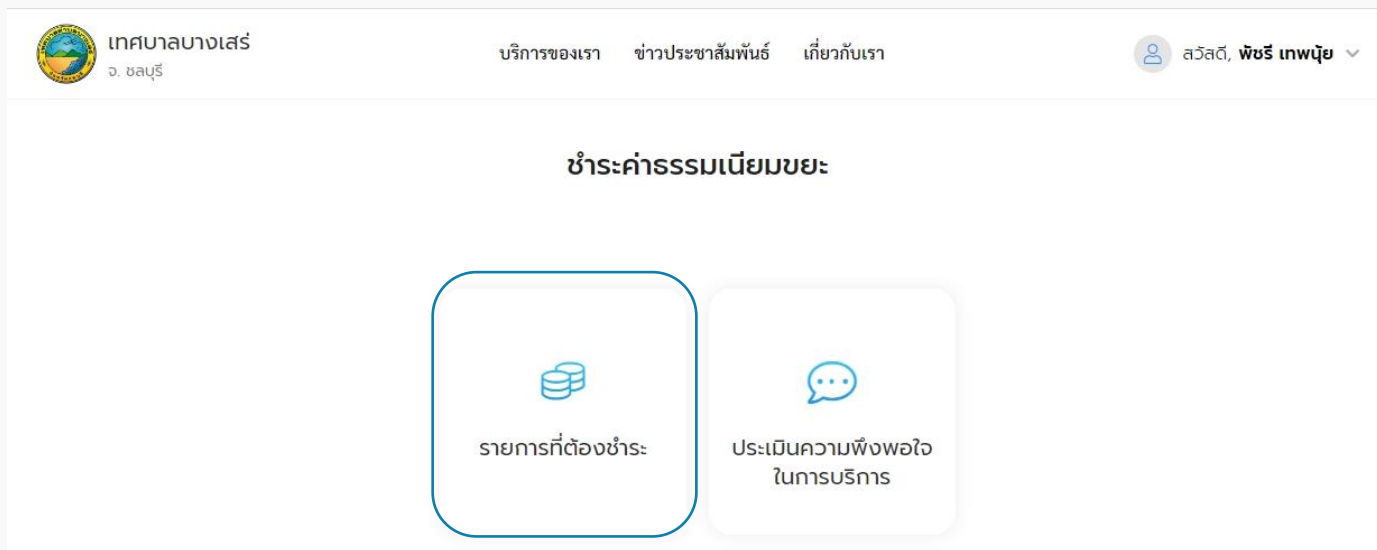 เทศบาลบางเสร่
จ. ชลบุรี
บริการของเรา ข่าวประชาสัมพันธ์ เกี่ยวกับเรา
สวัสดี, พัชรี เทพนุ้ย
ชำระค่าธรรมเนียมขยะ
รายการที่ต้องชำระ
ประเมินความพึงพอใจ
ในการบริการ